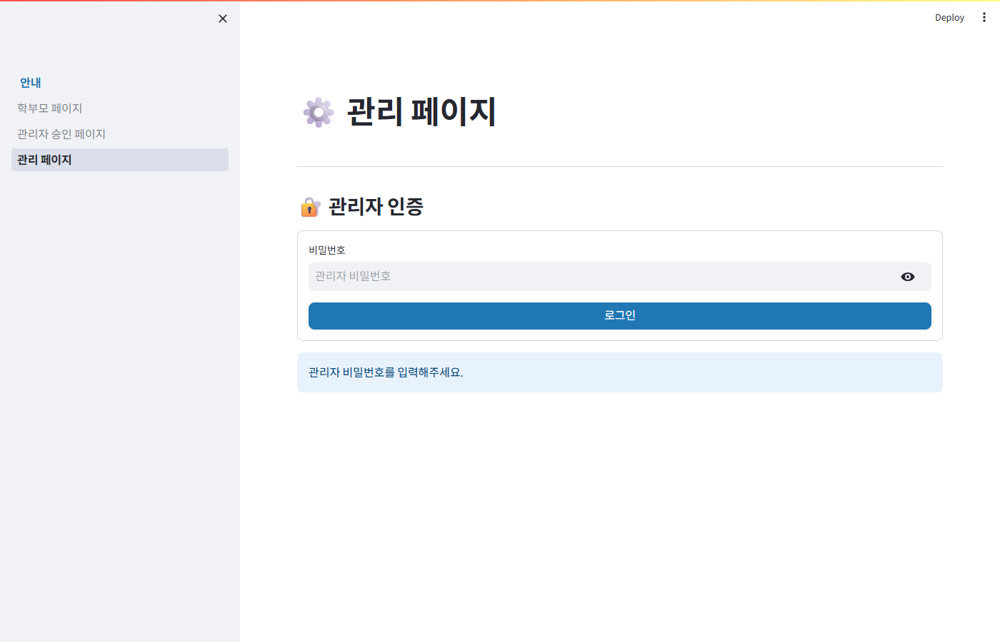 Deploy
안내
학부모 페이지
관리자 승인 페이지
관리 페이지
관리 페이지
관리자 인증
비밀번호
관리자 비밀번호
로그인
관리자 비밀번호를 입력해주세요.